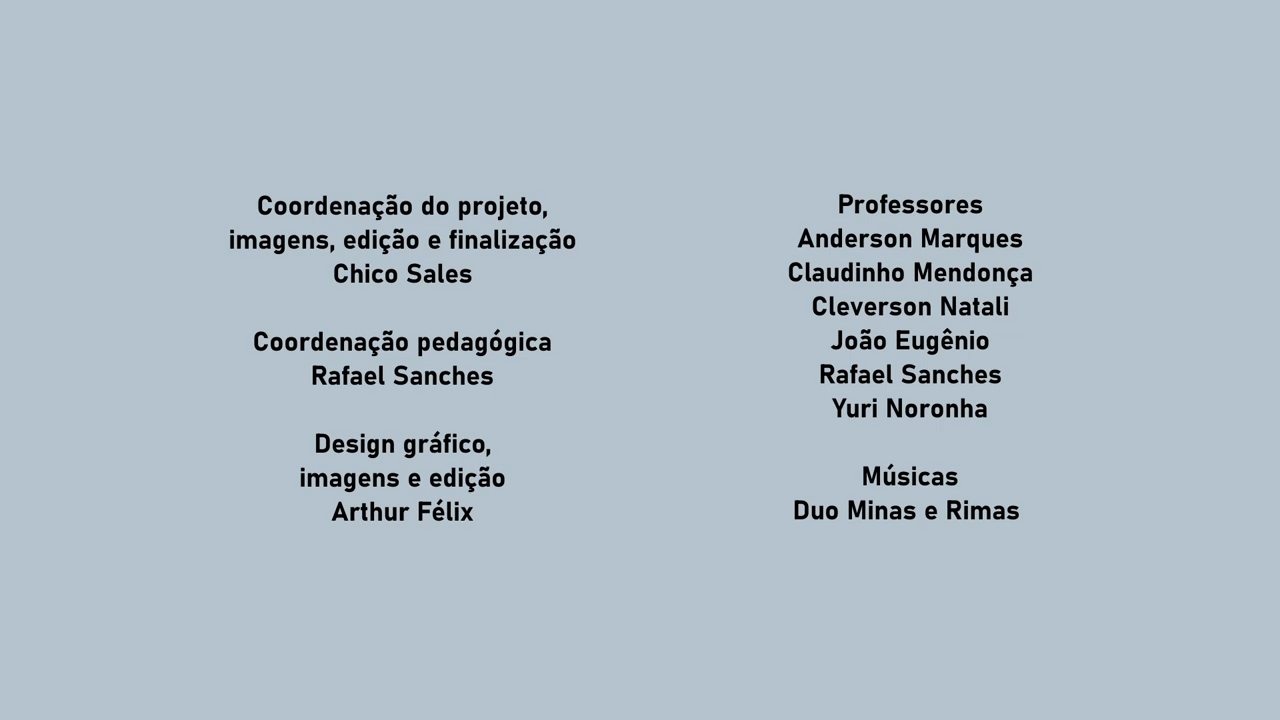 Coordenação do projeto,
imagens, edição e finalização
Chico Sales
Coordenação pedagógica
Rafael Sanches
Design gráfico,
imagens e edição
Arthur Félix
Professores
Anderson Marques
Claudinho Mendonça
Cleverson Natali
João Eugênio
Rafael Sanches
Yuri Noronha
Músicas
Duo Minas e Rimas